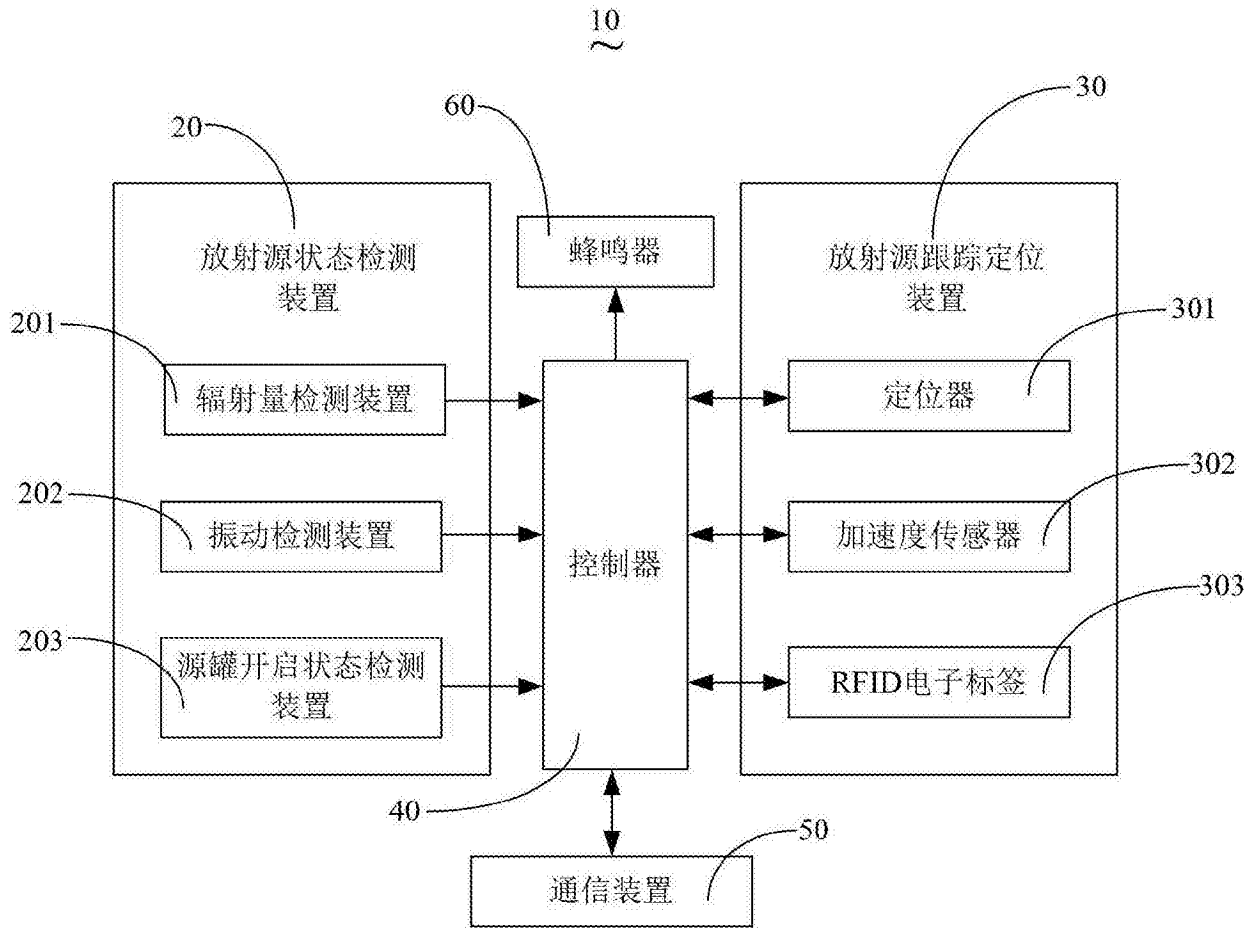 10
60
30
20
放射源状态检测
装置
蜂鸣器
放射源跟踪定位
装置
201
301
辐射量检测装置
定位器
202
302
振动检测装置
控制器
加速度传感器
303
203
源罐开启状态检测
装置
RFID电子标签
40
50
通信装置